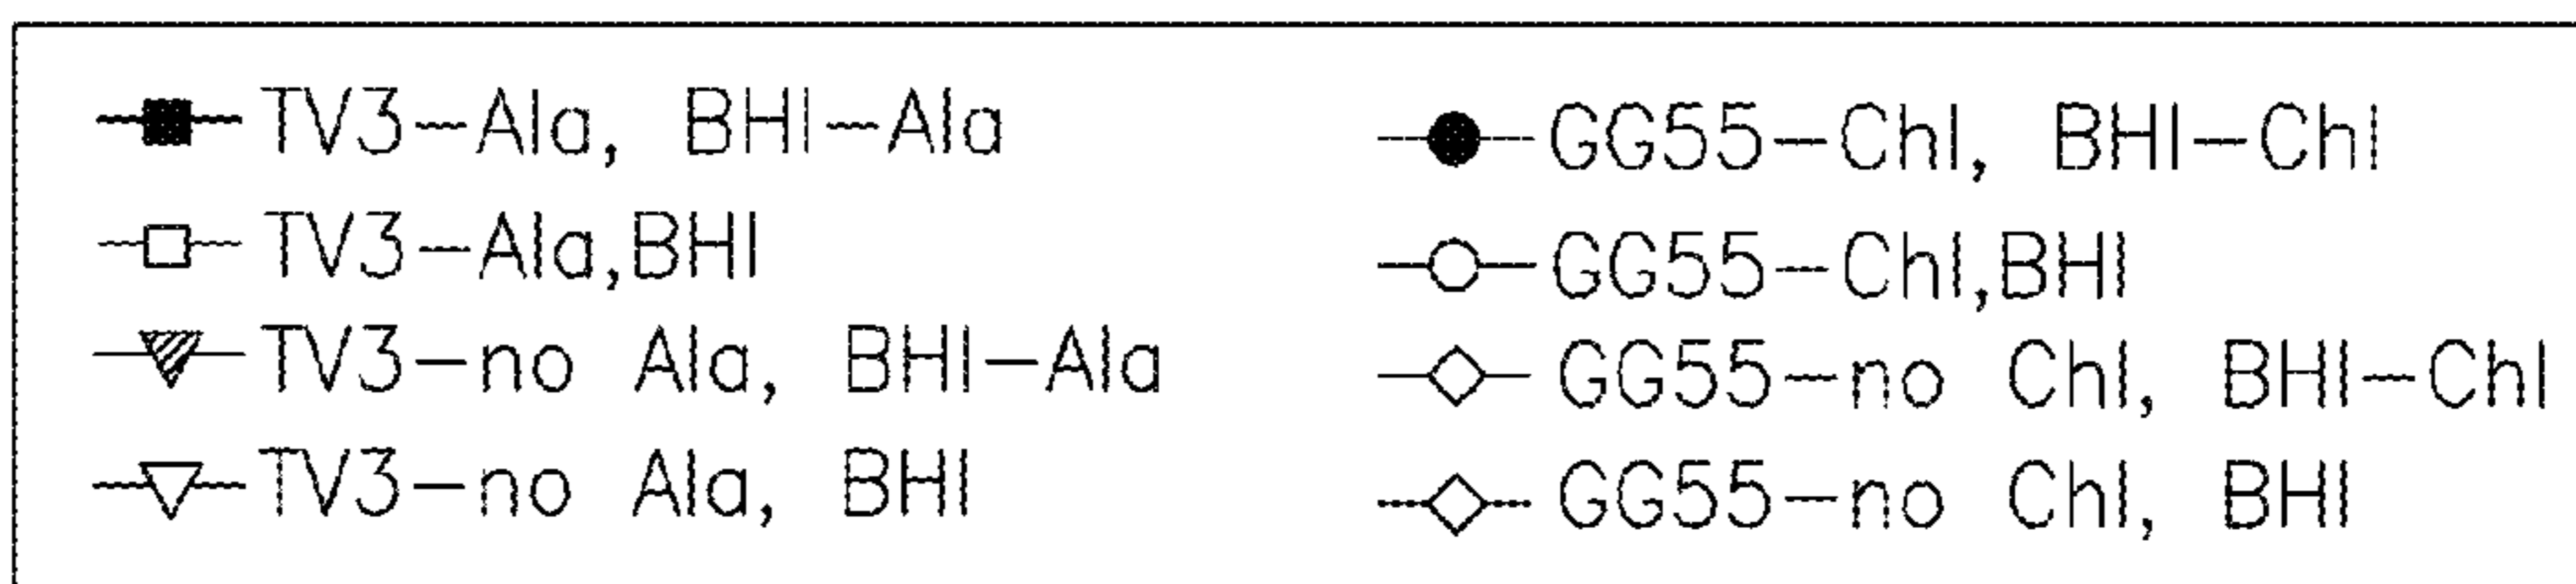 TV3-Ala, BHI-Ala
TV3-Ala,BHI
TV3-no Ala, BHI-Ala
TV3-no Ala, BHI
GG55-Chl, BHI-Chl
GG55-Chl,BHI
GG55-no Chl, BHI-Chl
GG55-no Chl, BHI